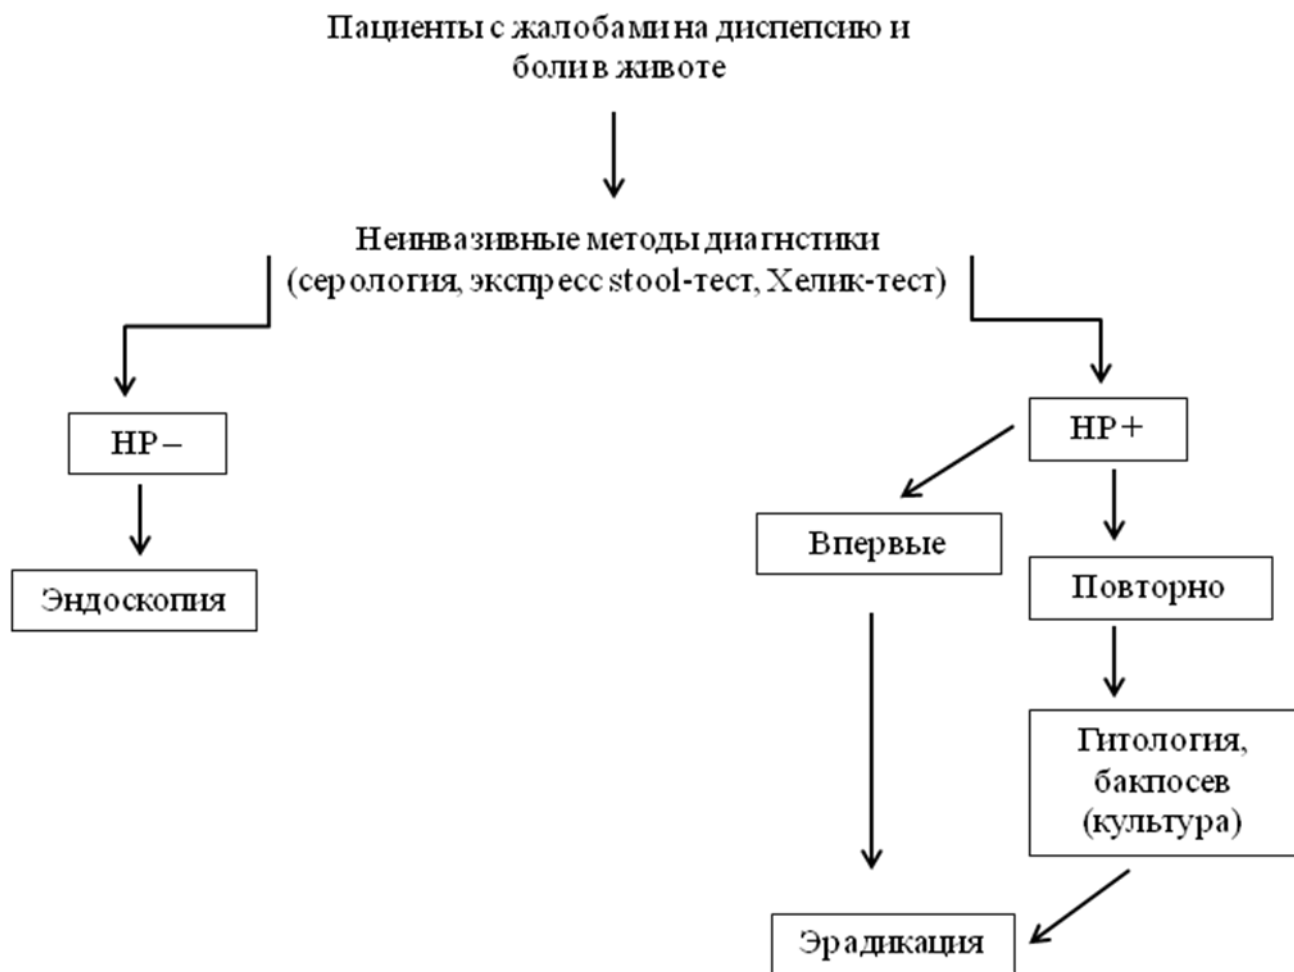 Пациенты с жалобами на диспепсию и
боли в животе
Неинвазивные методы диагнстики
(серология, экспресс stool-тест, Хелик-тест)
HP –
HP +
Впервые
Эндоскопия
Повторно
Гитология,
бакпосев
(культура)
Эрадикация